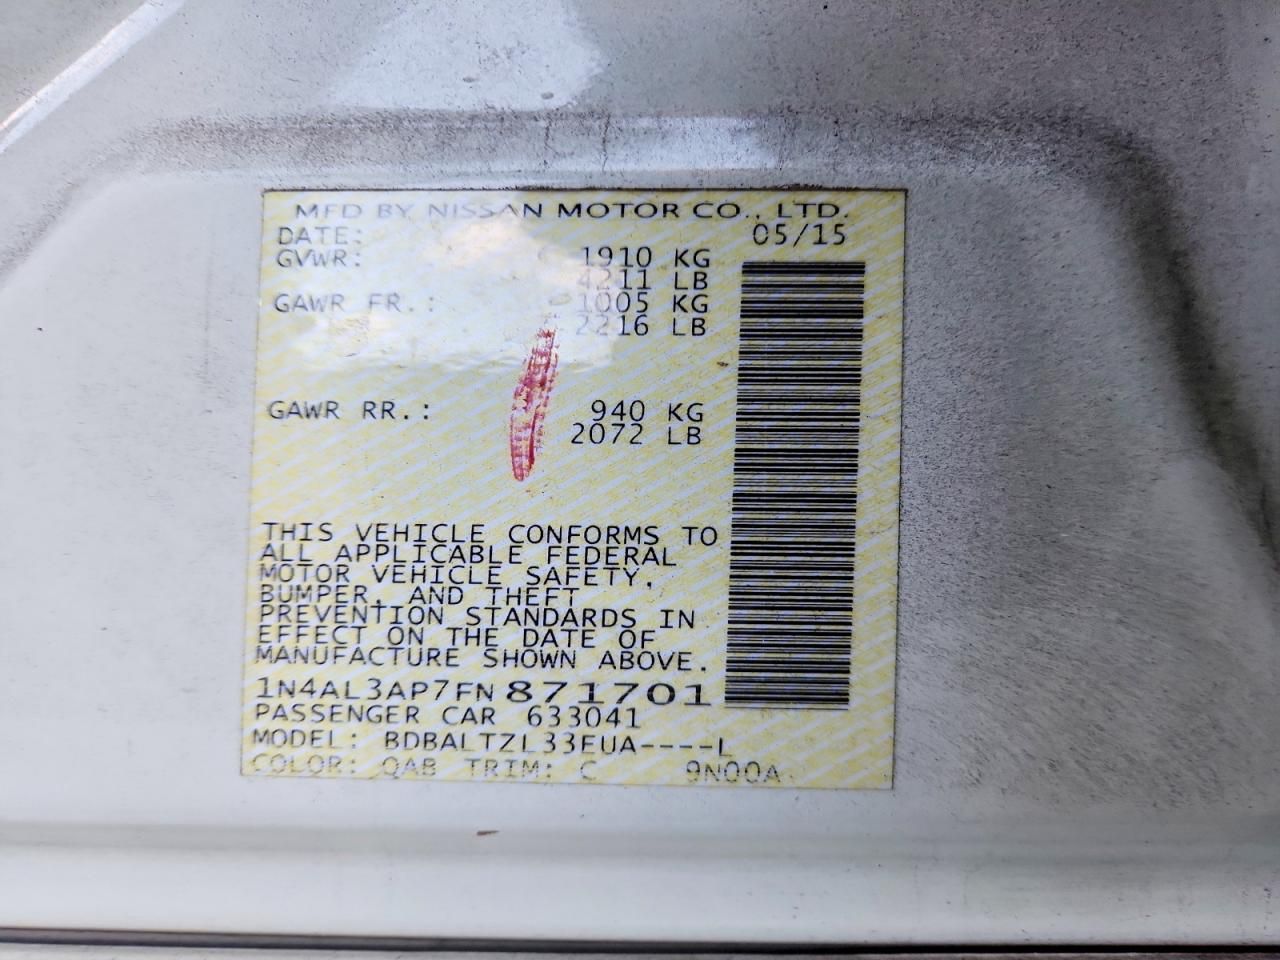 MFD BY NISSAN MOTOR CO., LTD.
DATE: 05/15
GVWR: 1910 KG
4211 LB
GAWR FR.: 1005 KG
2216 LB
GAWR RR.: 940 KG
2072 LB
THIS VEHICLE CONFORMS TO
ALL APPLICABLE FEDERAL
MOTOR VEHICLE SAFETY,
BUMPER, AND THEFT
PREVENTION STANDARDS IN
EFFECT ON THE DATE OF
MANUFACTURE SHOWN ABOVE.
1N4AL3AP7FN871701
PASSENGER CAR 633041
MODEL: BDBALTZL33EUA----L
COLOR: QAB TRIM: C 9N00A